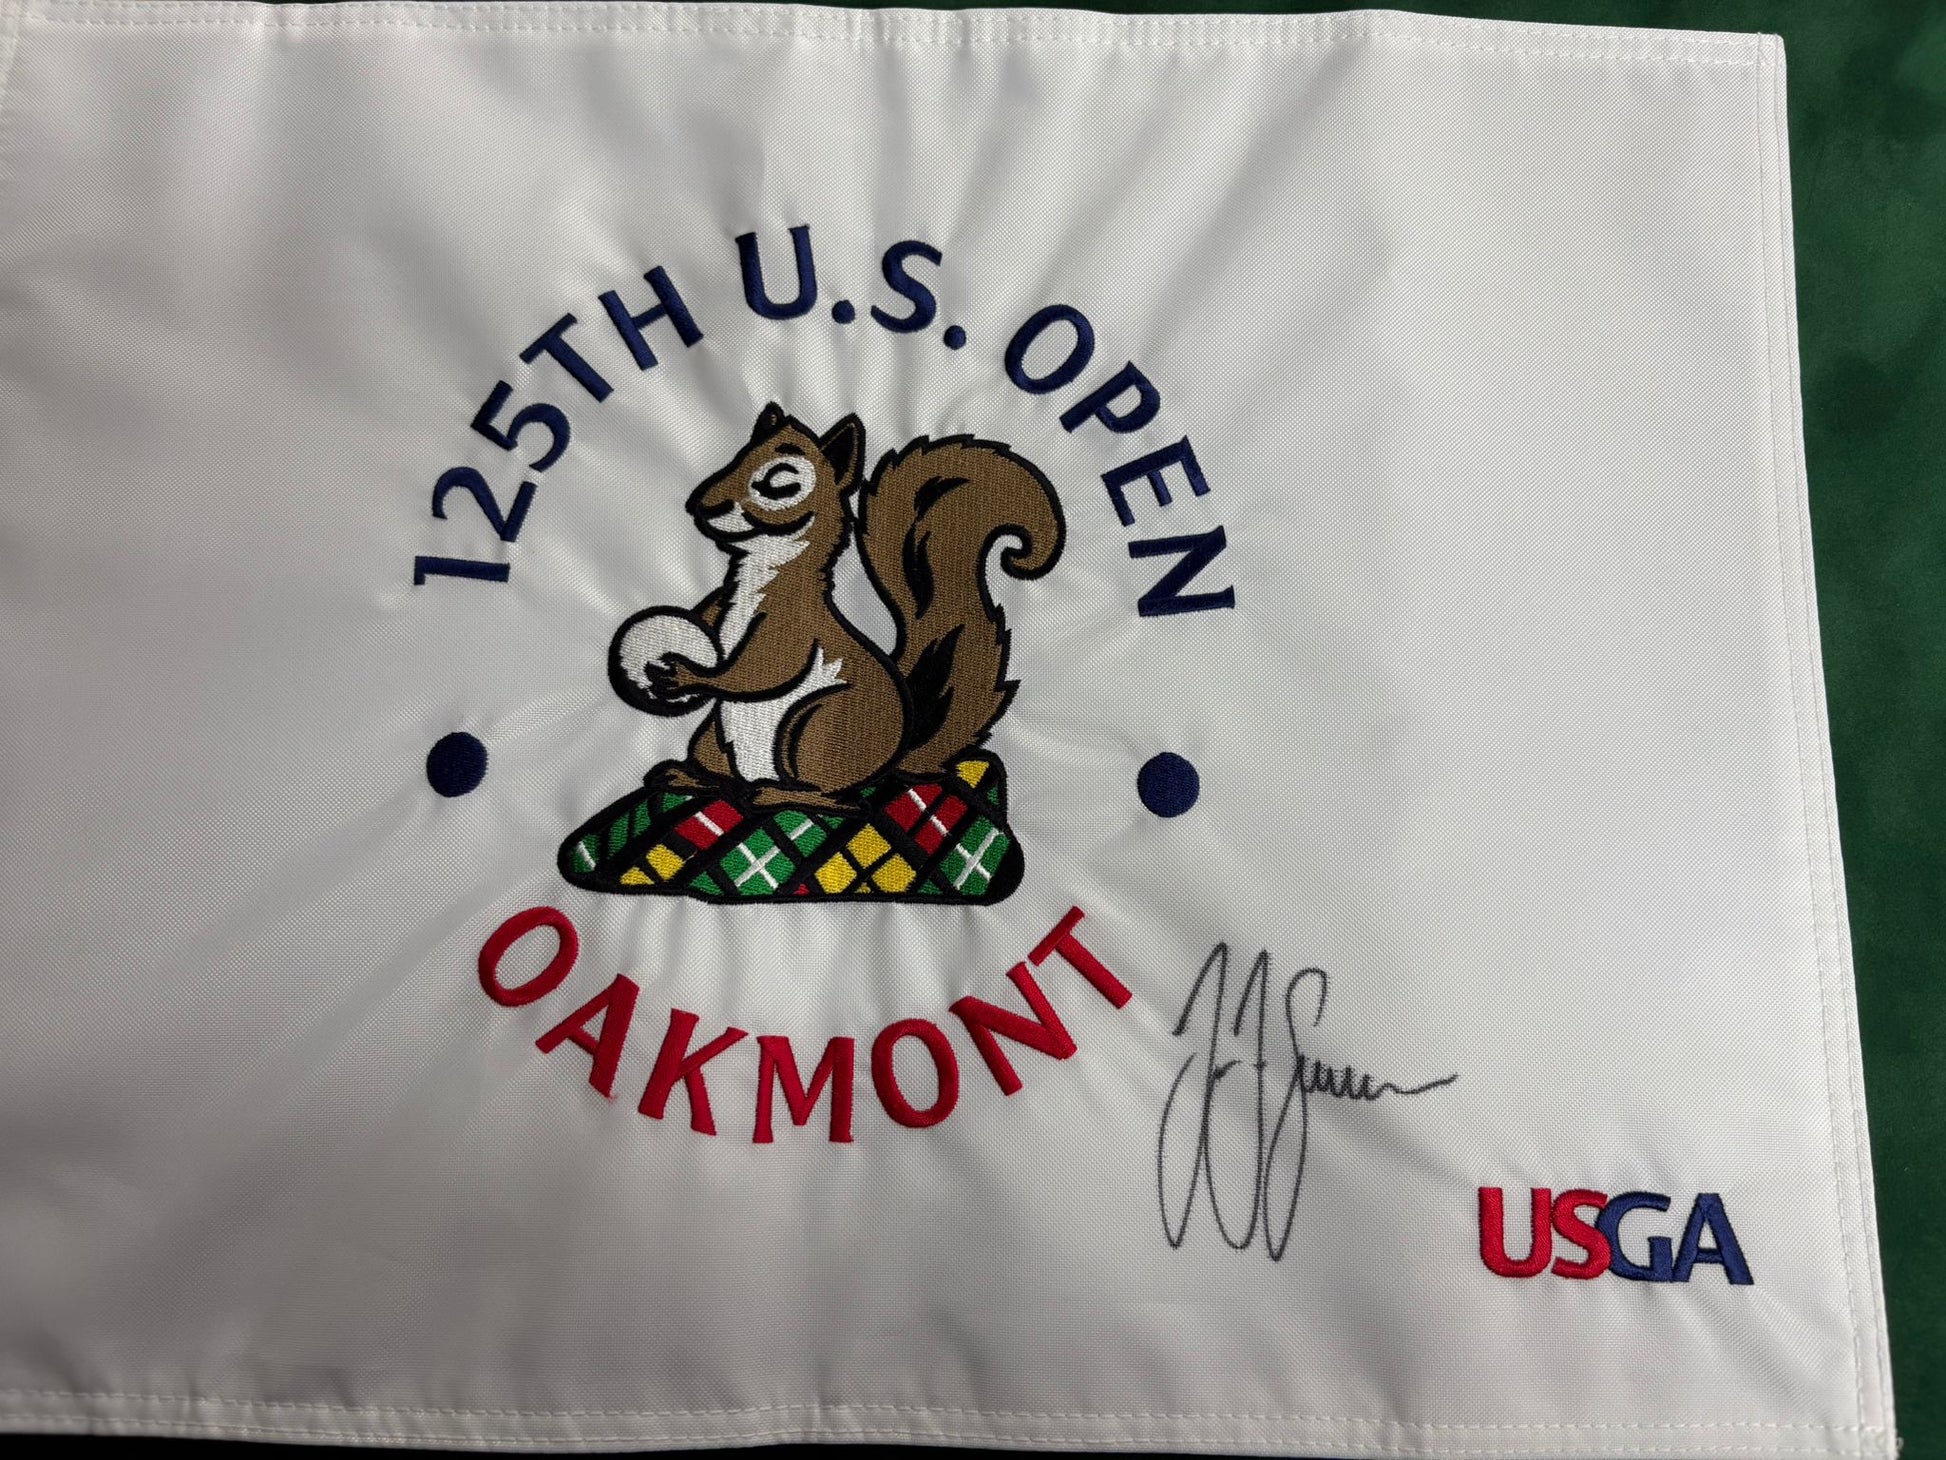 125TH U.S. OPEN
OAKMONT
USGA